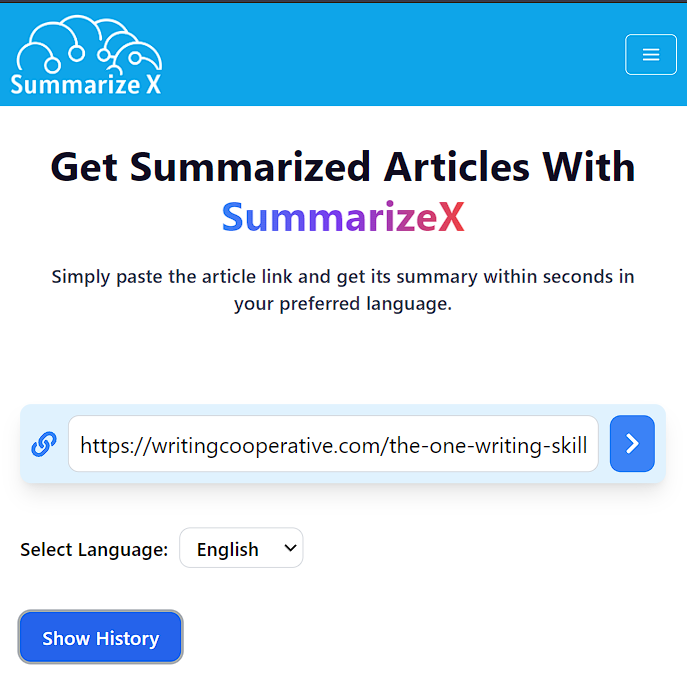 Summarize X
Get Summarized Articles With
SummarizeX
Simply paste the article link and get its summary within seconds in
your preferred language.
https://writingcooperative.com/the-one-writing-skill
Select Language: English
Show History